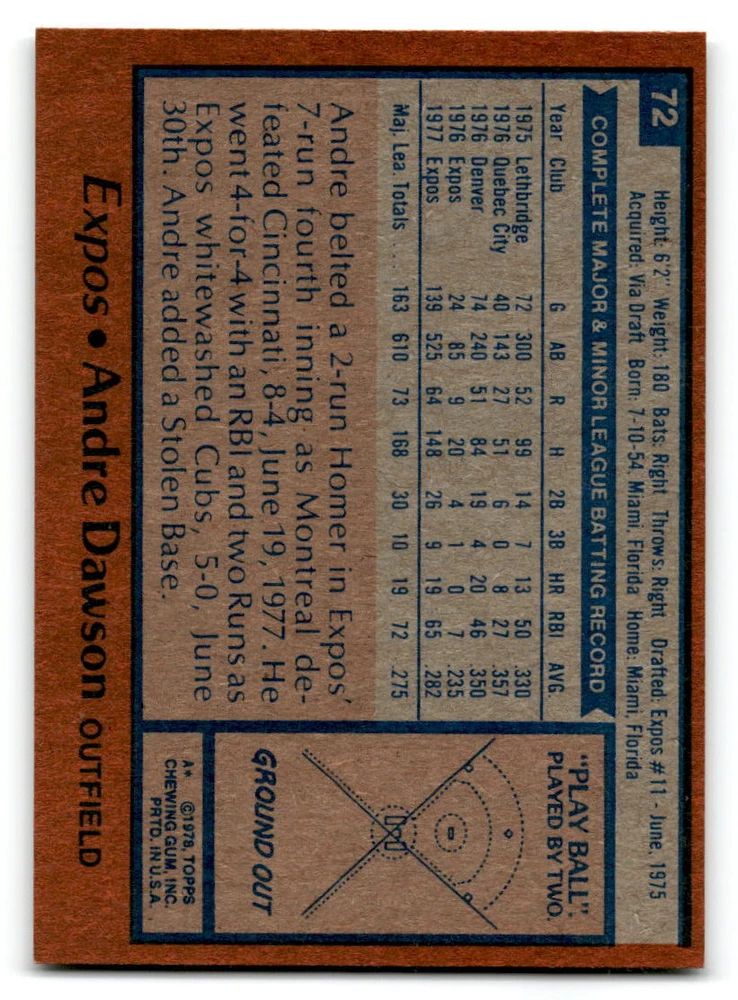 72
Height: 6'2" Weight: 180 Bats: Right Throws: Right Drafted: Expos #11 - June, 1975
Acquired: Via Draft Born: 7-10-54, Miami, Florida Home: Miami, Florida
COMPLETE MAJOR & MINOR LEAGUE BATTING RECORD
Year Club G AB R H 2B 3B HR RBI AVG.
1975 Lethbridge 72 300 52 99 14 7 13 50 .330
1976 Quebec City 40 143 27 51 6 0 8 27 .357
1976 Denver 74 240 51 84 19 4 20 46 .350
1976 Expos 24 85 9 20 4 1 0 7 .235
1977 Expos 139 525 64 148 26 9 19 65 .282
Maj. Lea Totals . . . 163 610 73 168 30 10 19 72 .275
Andre belted a 2-run Homer in Expos'
7-run fourth inning as Montreal de-
feated Cincinnati, 8-4, June 19, 1977. He
went 4-for-4 with an RBI and two Runs as
Expos whitewashed Cubs, 5-0, June
30th. Andre added a Stolen Base.
"PLAY BALL"
PLAYED BY TWO.
GROUND OUT
A* ©1978, TOPPS
CHEWING GUM, INC.
PRTD. IN U.S.A.
Expos • Andre Dawson OUTFIELD